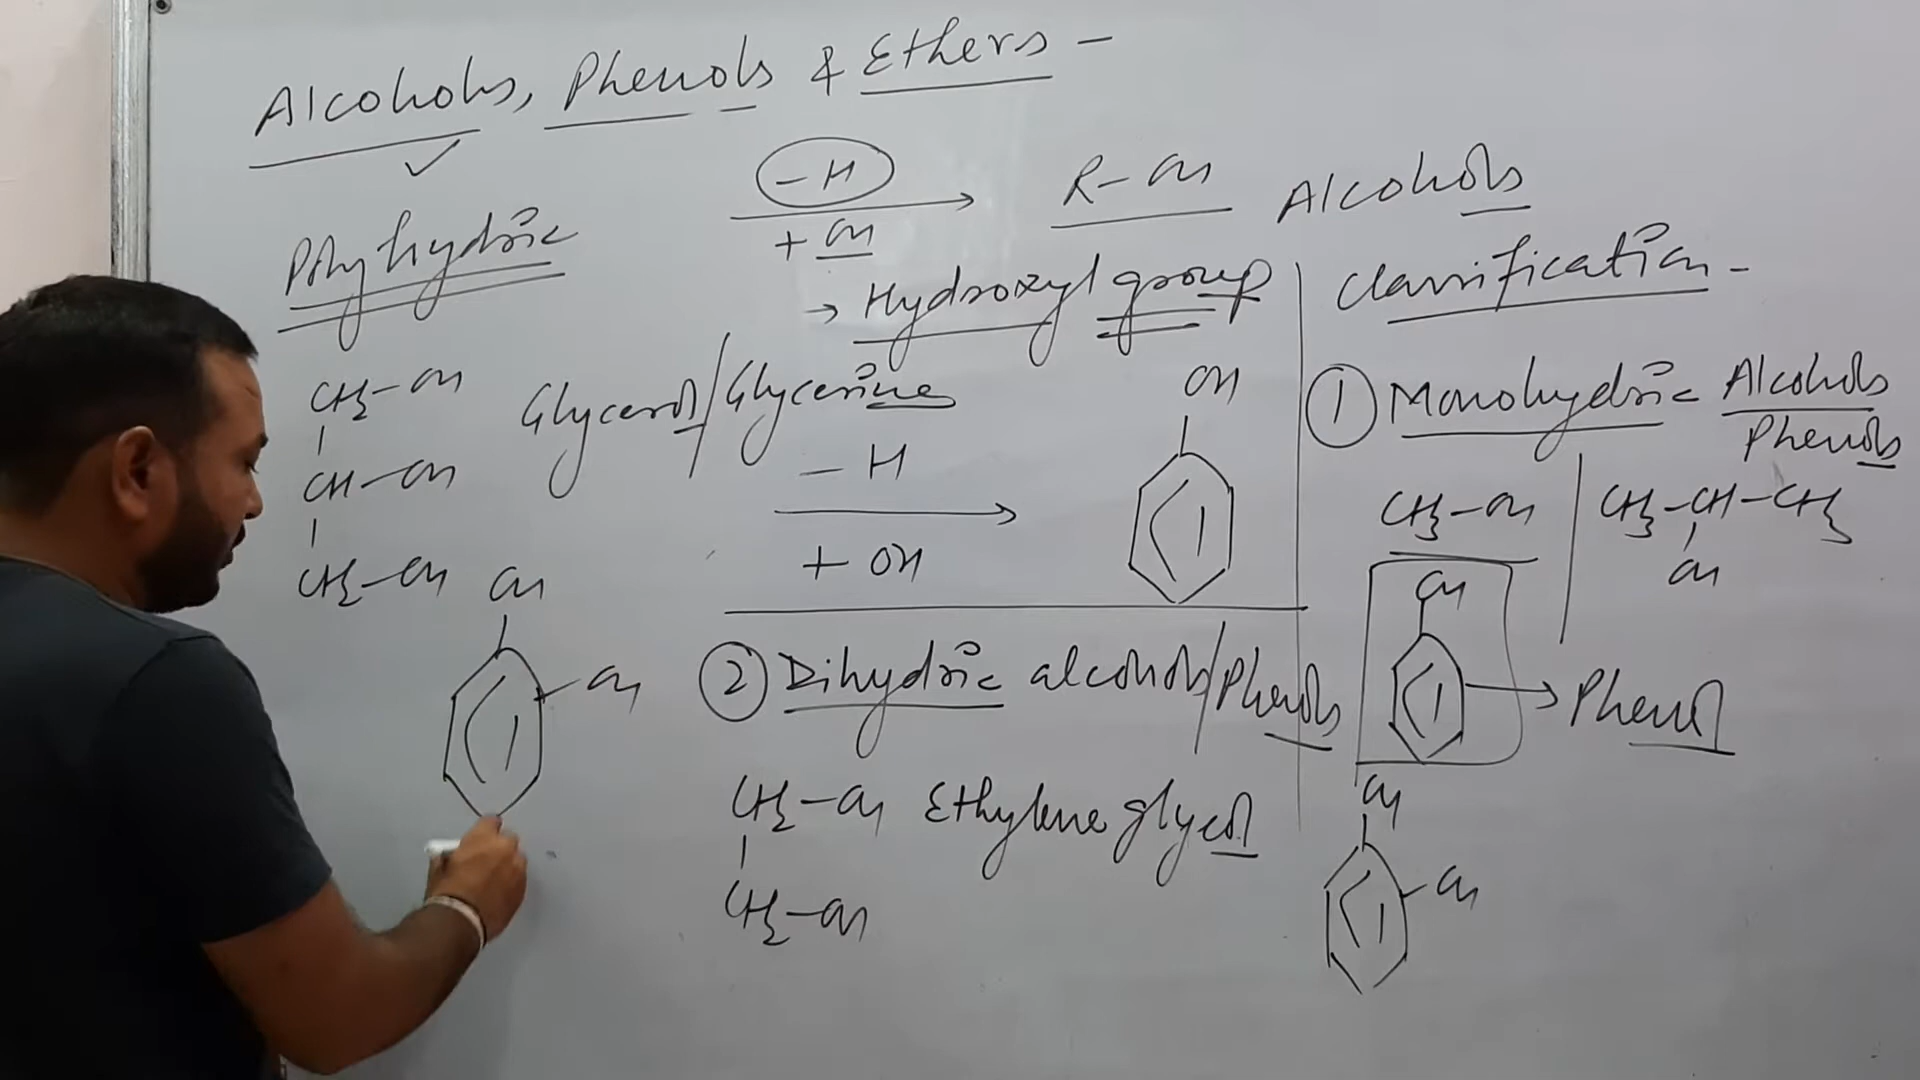 Alcohols, Phenols & Ethers -
- H
+ OH
R-OH Alcohols
→ Hydroxyl group
Polyhydric
CH2-OH
CH-OH
CH2-OH
Glycerol/Glycerine
- H
+ OH
OH
OH
OH
Classification -
① Monohydric Alcohols
Phenols
CH3-OH
CH3-CH-CH3
OH
OH
Phenol
② Dihydric alcohols/Phenols
CH2-OH Ethylene glycol
CH2-OH
OH
OH